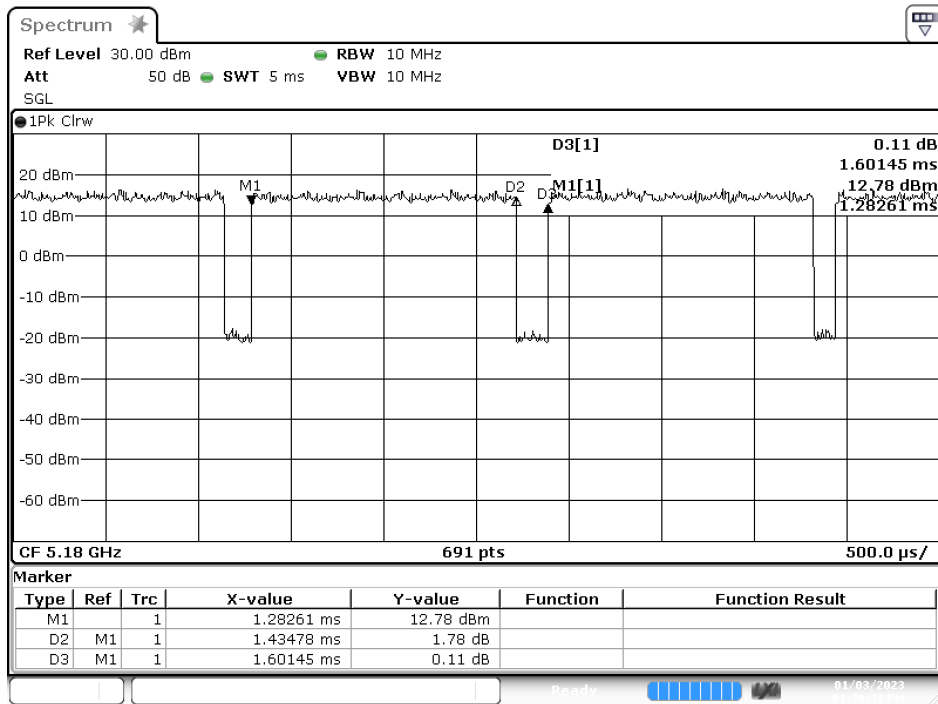 Spectrum
Ref Level 30.00 dBm RBW 10 MHz
Att 50 dB SWT 5 ms VBW 10 MHz
SGL
1Pk Clrw
D3[1] 0.11 dB
1.60145 ms
20 dBm
M1 D2 D3 M1[1] 12.78 dBm
10 dBm 1.28261 ms
0 dBm
-10 dBm
-20 dBm
-30 dBm
-40 dBm
-50 dBm
-60 dBm
CF 5.18 GHz 691 pts 500.0 µs/
Marker
Type Ref Trc X-value Y-value Function Function Result
M1 1 1.28261 ms 12.78 dBm
D2 M1 1 1.43478 ms 1.78 dB
D3 M1 1 1.60145 ms 0.11 dB
Ready 01/03/2023